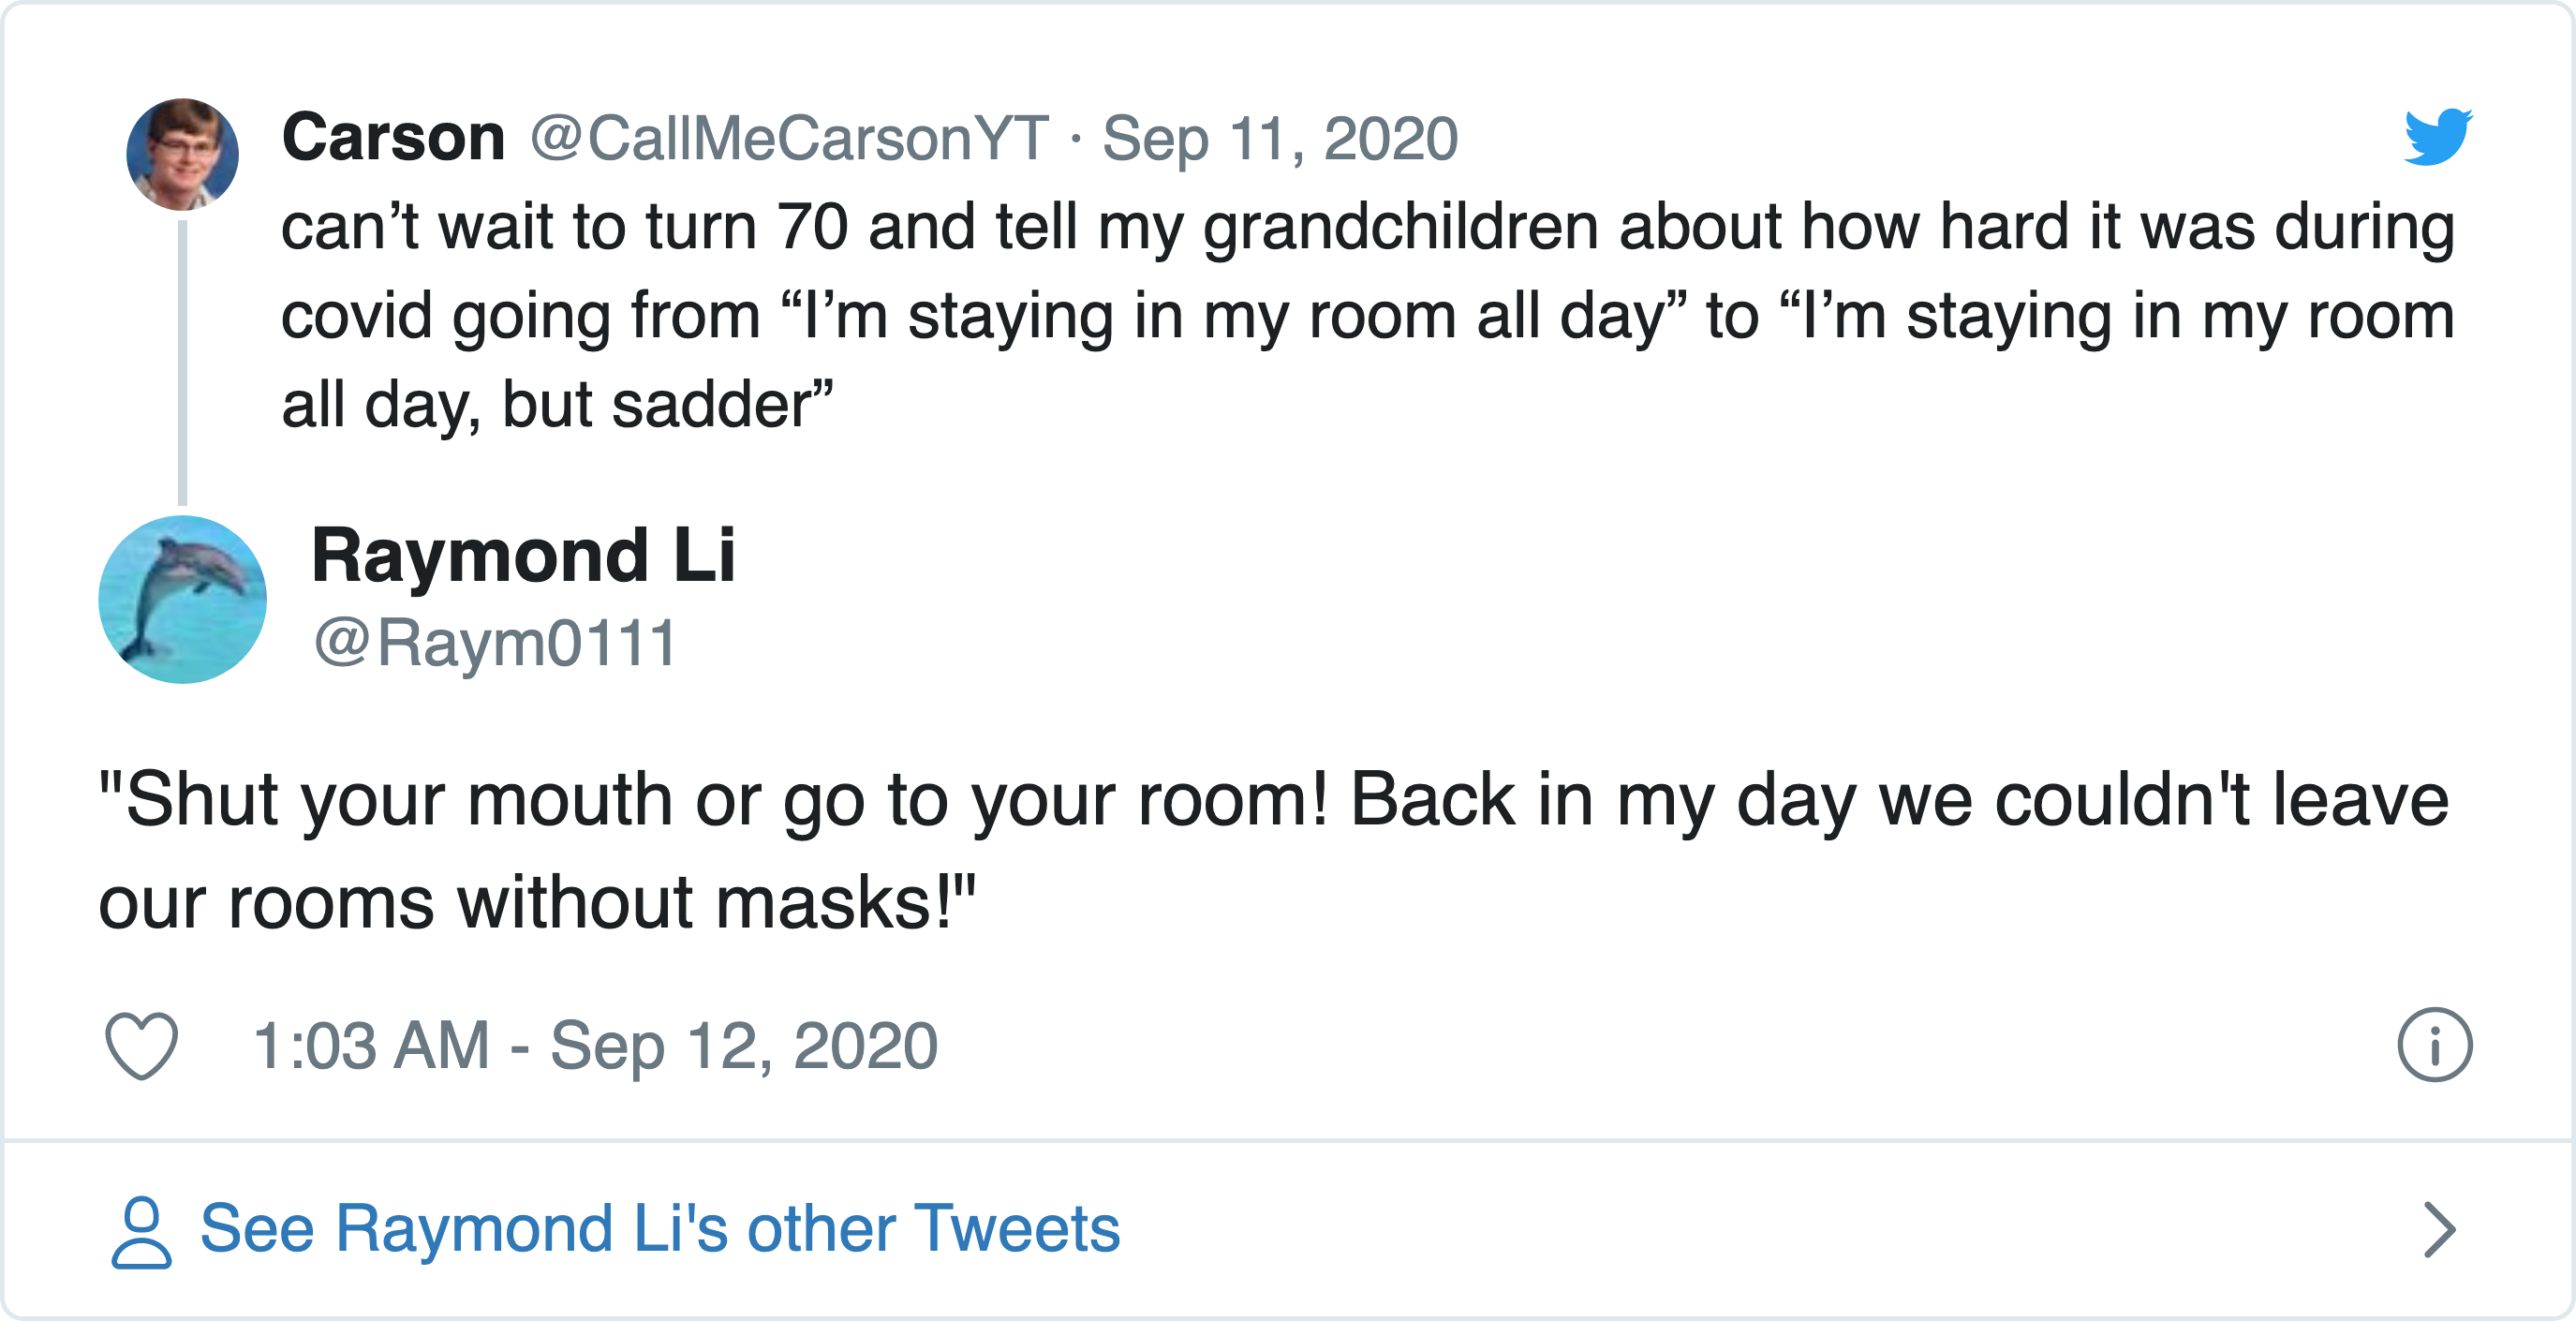 Carson @CallMeCarsonYT · Sep 11, 2020
can’t wait to turn 70 and tell my grandchildren about how hard it was during
covid going from “I’m staying in my room all day” to “I’m staying in my room
all day, but sadder”
Raymond Li
@Raym0111
"Shut your mouth or go to your room! Back in my day we couldn't leave
our rooms without masks!"
1:03 AM - Sep 12, 2020
See Raymond Li's other Tweets